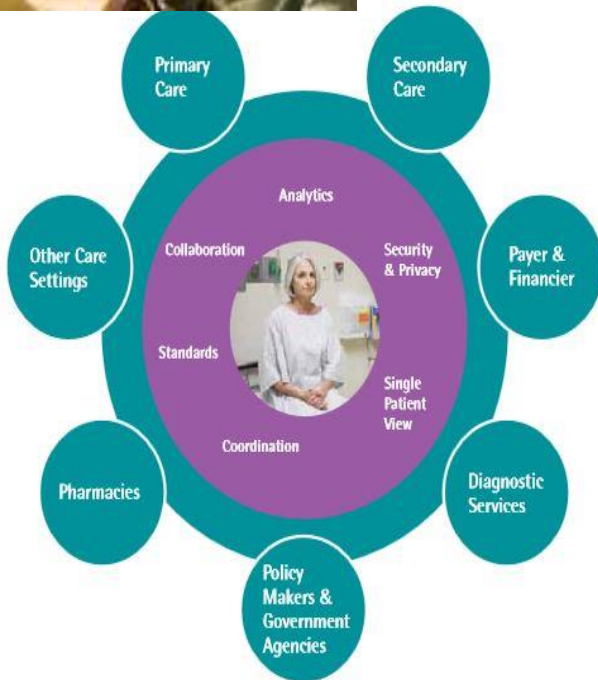 Primary
Care
Secondary
Care
Analytics
Collaboration
Security
& Privacy
Other Care
Settings
Payer &
Financier
Standards
Single
Patient
View
Coordination
Pharmacies
Diagnostic
Services
Policy
Makers &
Government
Agencies